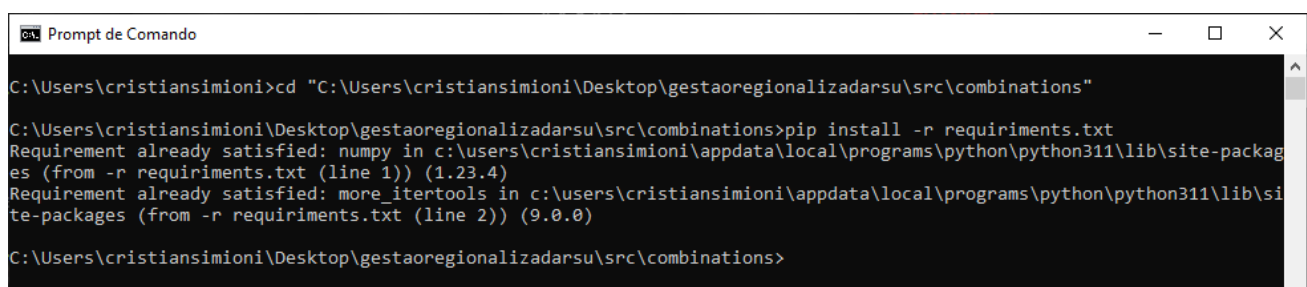 Prompt de Comando
C:\Users\cristiansimioni>cd "C:\Users\cristiansimioni\Desktop\gestaoregionalizadarsu\src\combinations"
C:\Users\cristiansimioni\Desktop\gestaoregionalizadarsu\src\combinations>pip install -r requiriments.txt
Requirement already satisfied: numpy in c:\users\cristiansimioni\appdata\local\programs\python\python311\lib\site-packag
es (from -r requiriments.txt (line 1)) (1.23.4)
Requirement already satisfied: more_itertools in c:\users\cristiansimioni\appdata\local\programs\python\python311\lib\si
te-packages (from -r requiriments.txt (line 2)) (9.0.0)
C:\Users\cristiansimioni\Desktop\gestaoregionalizadarsu\src\combinations>